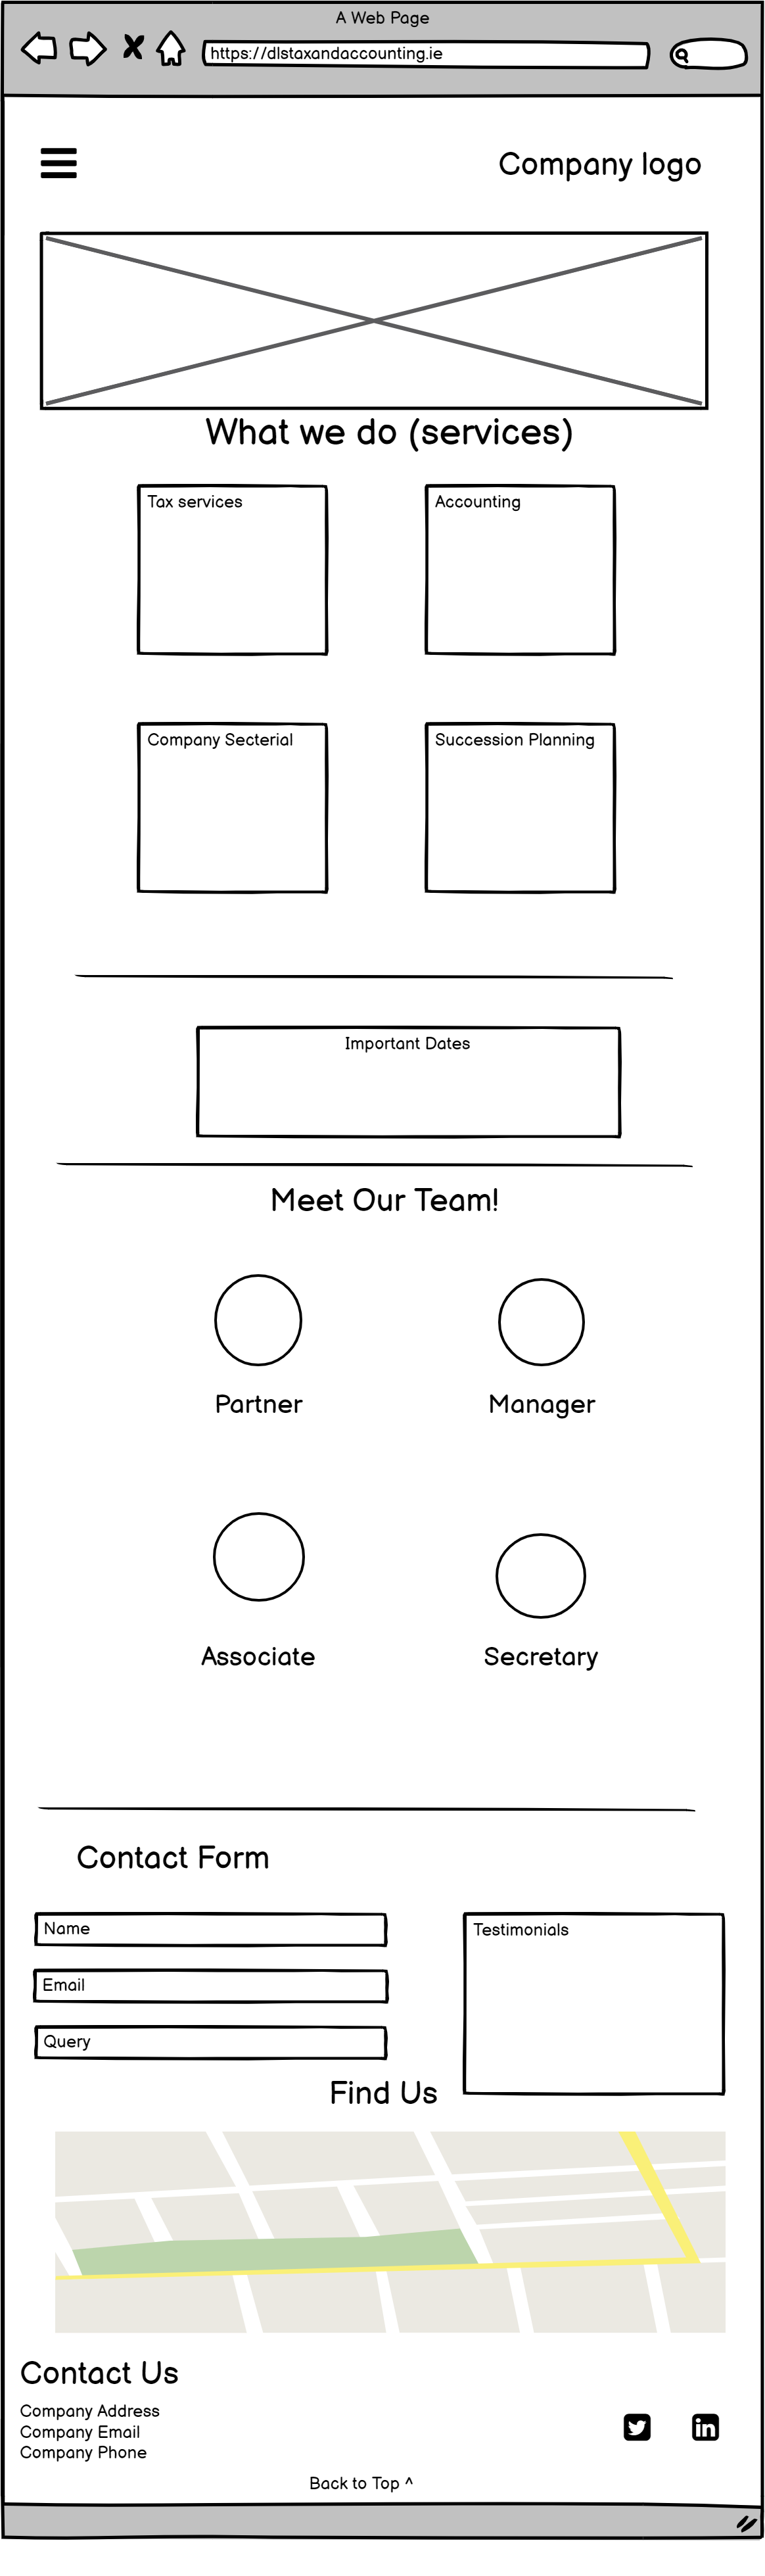 A Web Page
https://dlstaxandaccounting.ie
Company logo
What we do (services)
Tax services
Accounting
Company Secterial
Succession Planning
Important Dates
Meet Our Team!
Partner
Manager
Associate
Secretary
Contact Form
Name
Testimonials
Email
Query
Find Us
Contact Us
Company Address
Company Email
Company Phone
in
Back to Top ^